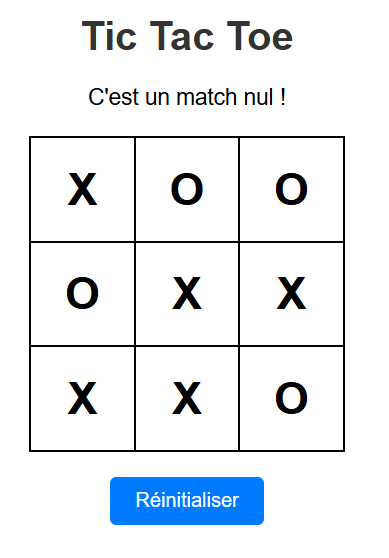 Tic Tac Toe
C'est un match nul !
X O O
O X X
X X O
Réinitialiser